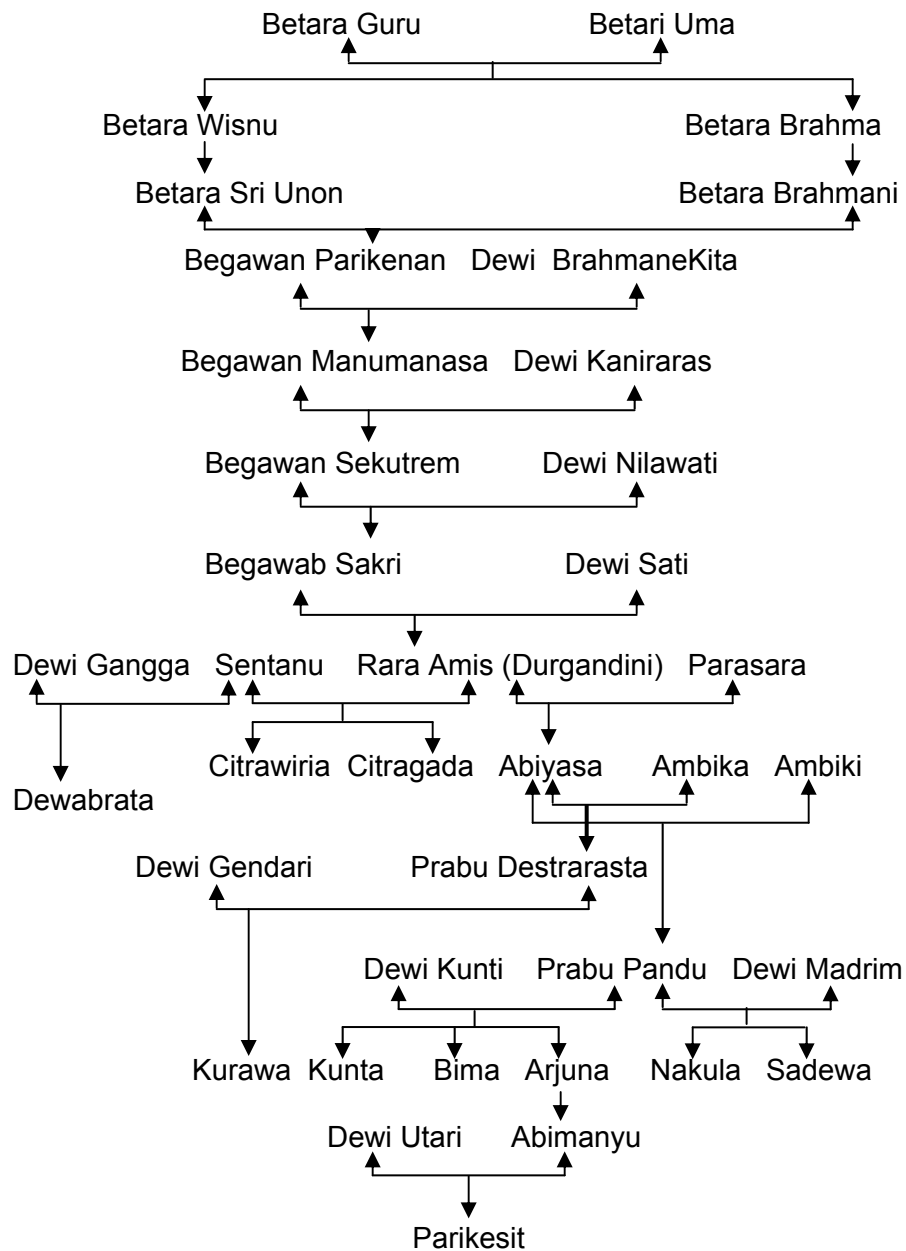 Betara Guru Betari Uma
Betara Wisnu Betara Brahma
Betara Sri Unon Betara Brahmani
Begawan Parikenan Dewi BrahmaneKita
Begawan Manumanasa Dewi Kaniraras
Begawan Sekutrem Dewi Nilawati
Begawab Sakri Dewi Sati
Dewi Gangga Sentanu Rara Amis (Durgandini) Parasara
Citrawiria Citragada Abiyasa Ambika Ambiki
Dewabrata
Dewi Gendari Prabu Destrarasta
Dewi Kunti Prabu Pandu Dewi Madrim
Kurawa Kunta Bima Arjuna Nakula Sadewa
Dewi Utari Abimanyu
Parikesit